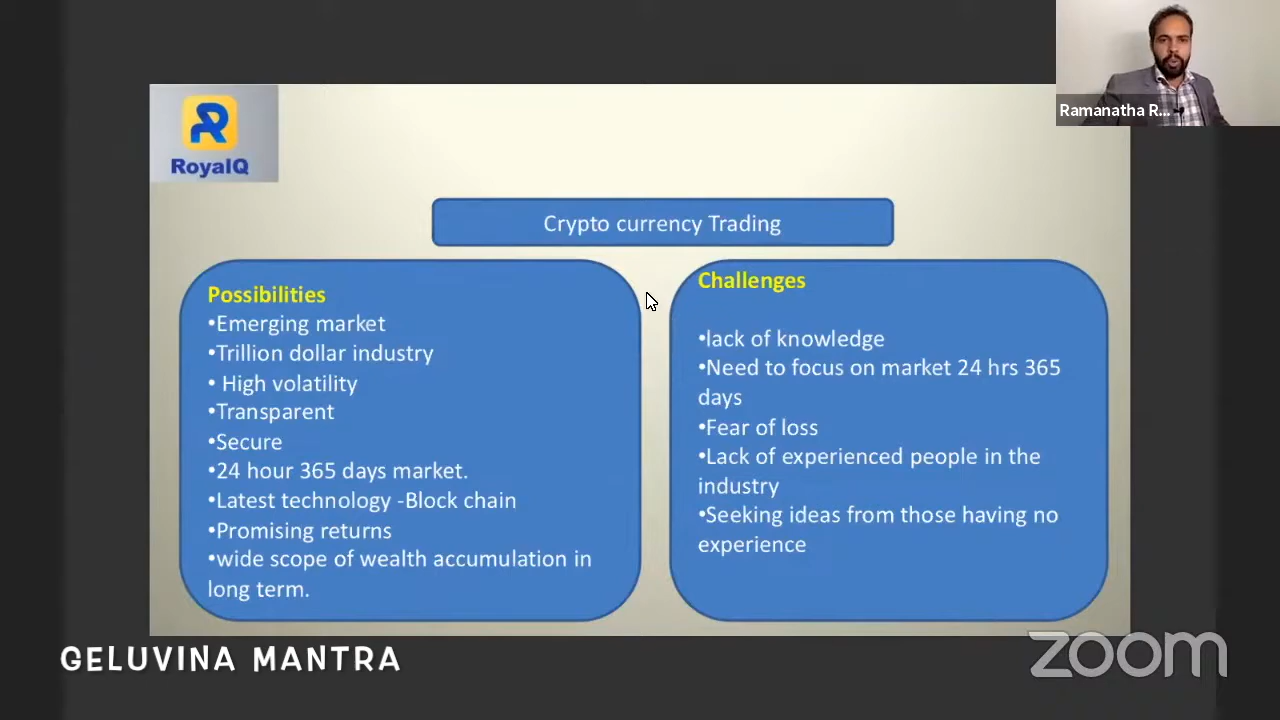 Ramanatha R...
RoyalQ
Crypto currency Trading
Possibilities
•Emerging market
•Trillion dollar industry
• High volatility
•Transparent
•Secure
•24 hour 365 days market.
•Latest technology -Block chain
•Promising returns
•wide scope of wealth accumulation in
long term.
Challenges
•lack of knowledge
•Need to focus on market 24 hrs 365
days
•Fear of loss
•Lack of experienced people in the
industry
•Seeking ideas from those having no
experience
GELUVINA MANTRA
zoom